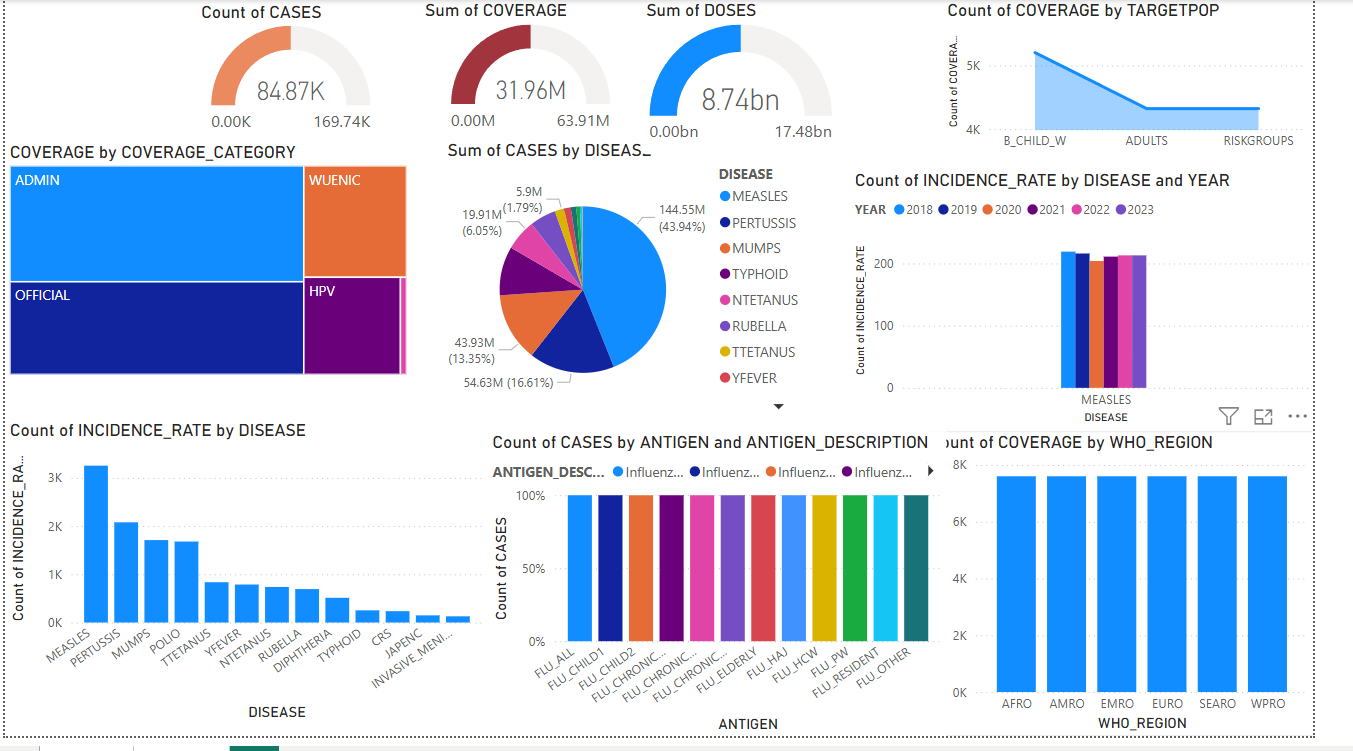 Count of CASES
84.87K
0.00K
169.74K
Sum of COVERAGE
31.96M
0.00M
63.91M
Sum of DOSES
8.74bn
0.00bn
17.48bn
Count of COVERAGE by TARGETPOP
Count of COVERA...
5K
4K
B_CHILD_W
ADULTS
RISKGROUPS
COVERAGE by COVERAGE_CATEGORY
ADMIN
WUENIC
OFFICIAL
HPV
Sum of CASES by DISEAS...
5.9M
(1.79%)
19.91M
(6.05%)
43.93M
(13.35%)
54.63M (16.61%)
144.55M
(43.94%)
DISEASE
MEASLES
PERTUSSIS
MUMPS
TYPHOID
NTETANUS
RUBELLA
TTETANUS
YFEVER
Count of INCIDENCE_RATE by DISEASE and YEAR
YEAR 2018 2019 2020 2021 2022 2023
Count of INCIDENCE_RATE
200
100
0
MEASLES
DISEASE
Count of INCIDENCE_RATE by DISEASE
Count of INCIDENCE_RA...
3K
2K
1K
0K
MEASLES
PERTUSSIS
MUMPS
POLIO
TTETANUS
YFEVER
NTETANUS
RUBELLA
DIPHTHERIA
TYPHOID
CRS
JAPENC
INVASIVE_MENI...
DISEASE
Count of CASES by ANTIGEN and ANTIGEN_DESCRIPTION
ANTIGEN_DESC... Influenz... Influenz... Influenz... Influenz...
Count of CASES
100%
50%
0%
FLU_ALL
FLU_CHILD1
FLU_CHILD2
FLU_CHRONIC...
FLU_CHRONIC...
FLU_CHRONIC...
FLU_ELDERLY
FLU_HAJ
FLU_HCW
FLU_PW
FLU_RESIDENT
FLU_OTHER
ANTIGEN
ount of COVERAGE by WHO_REGION
8K
6K
4K
2K
0K
AFRO
AMRO
EMRO
EURO
SEARO
WPRO
WHO_REGION